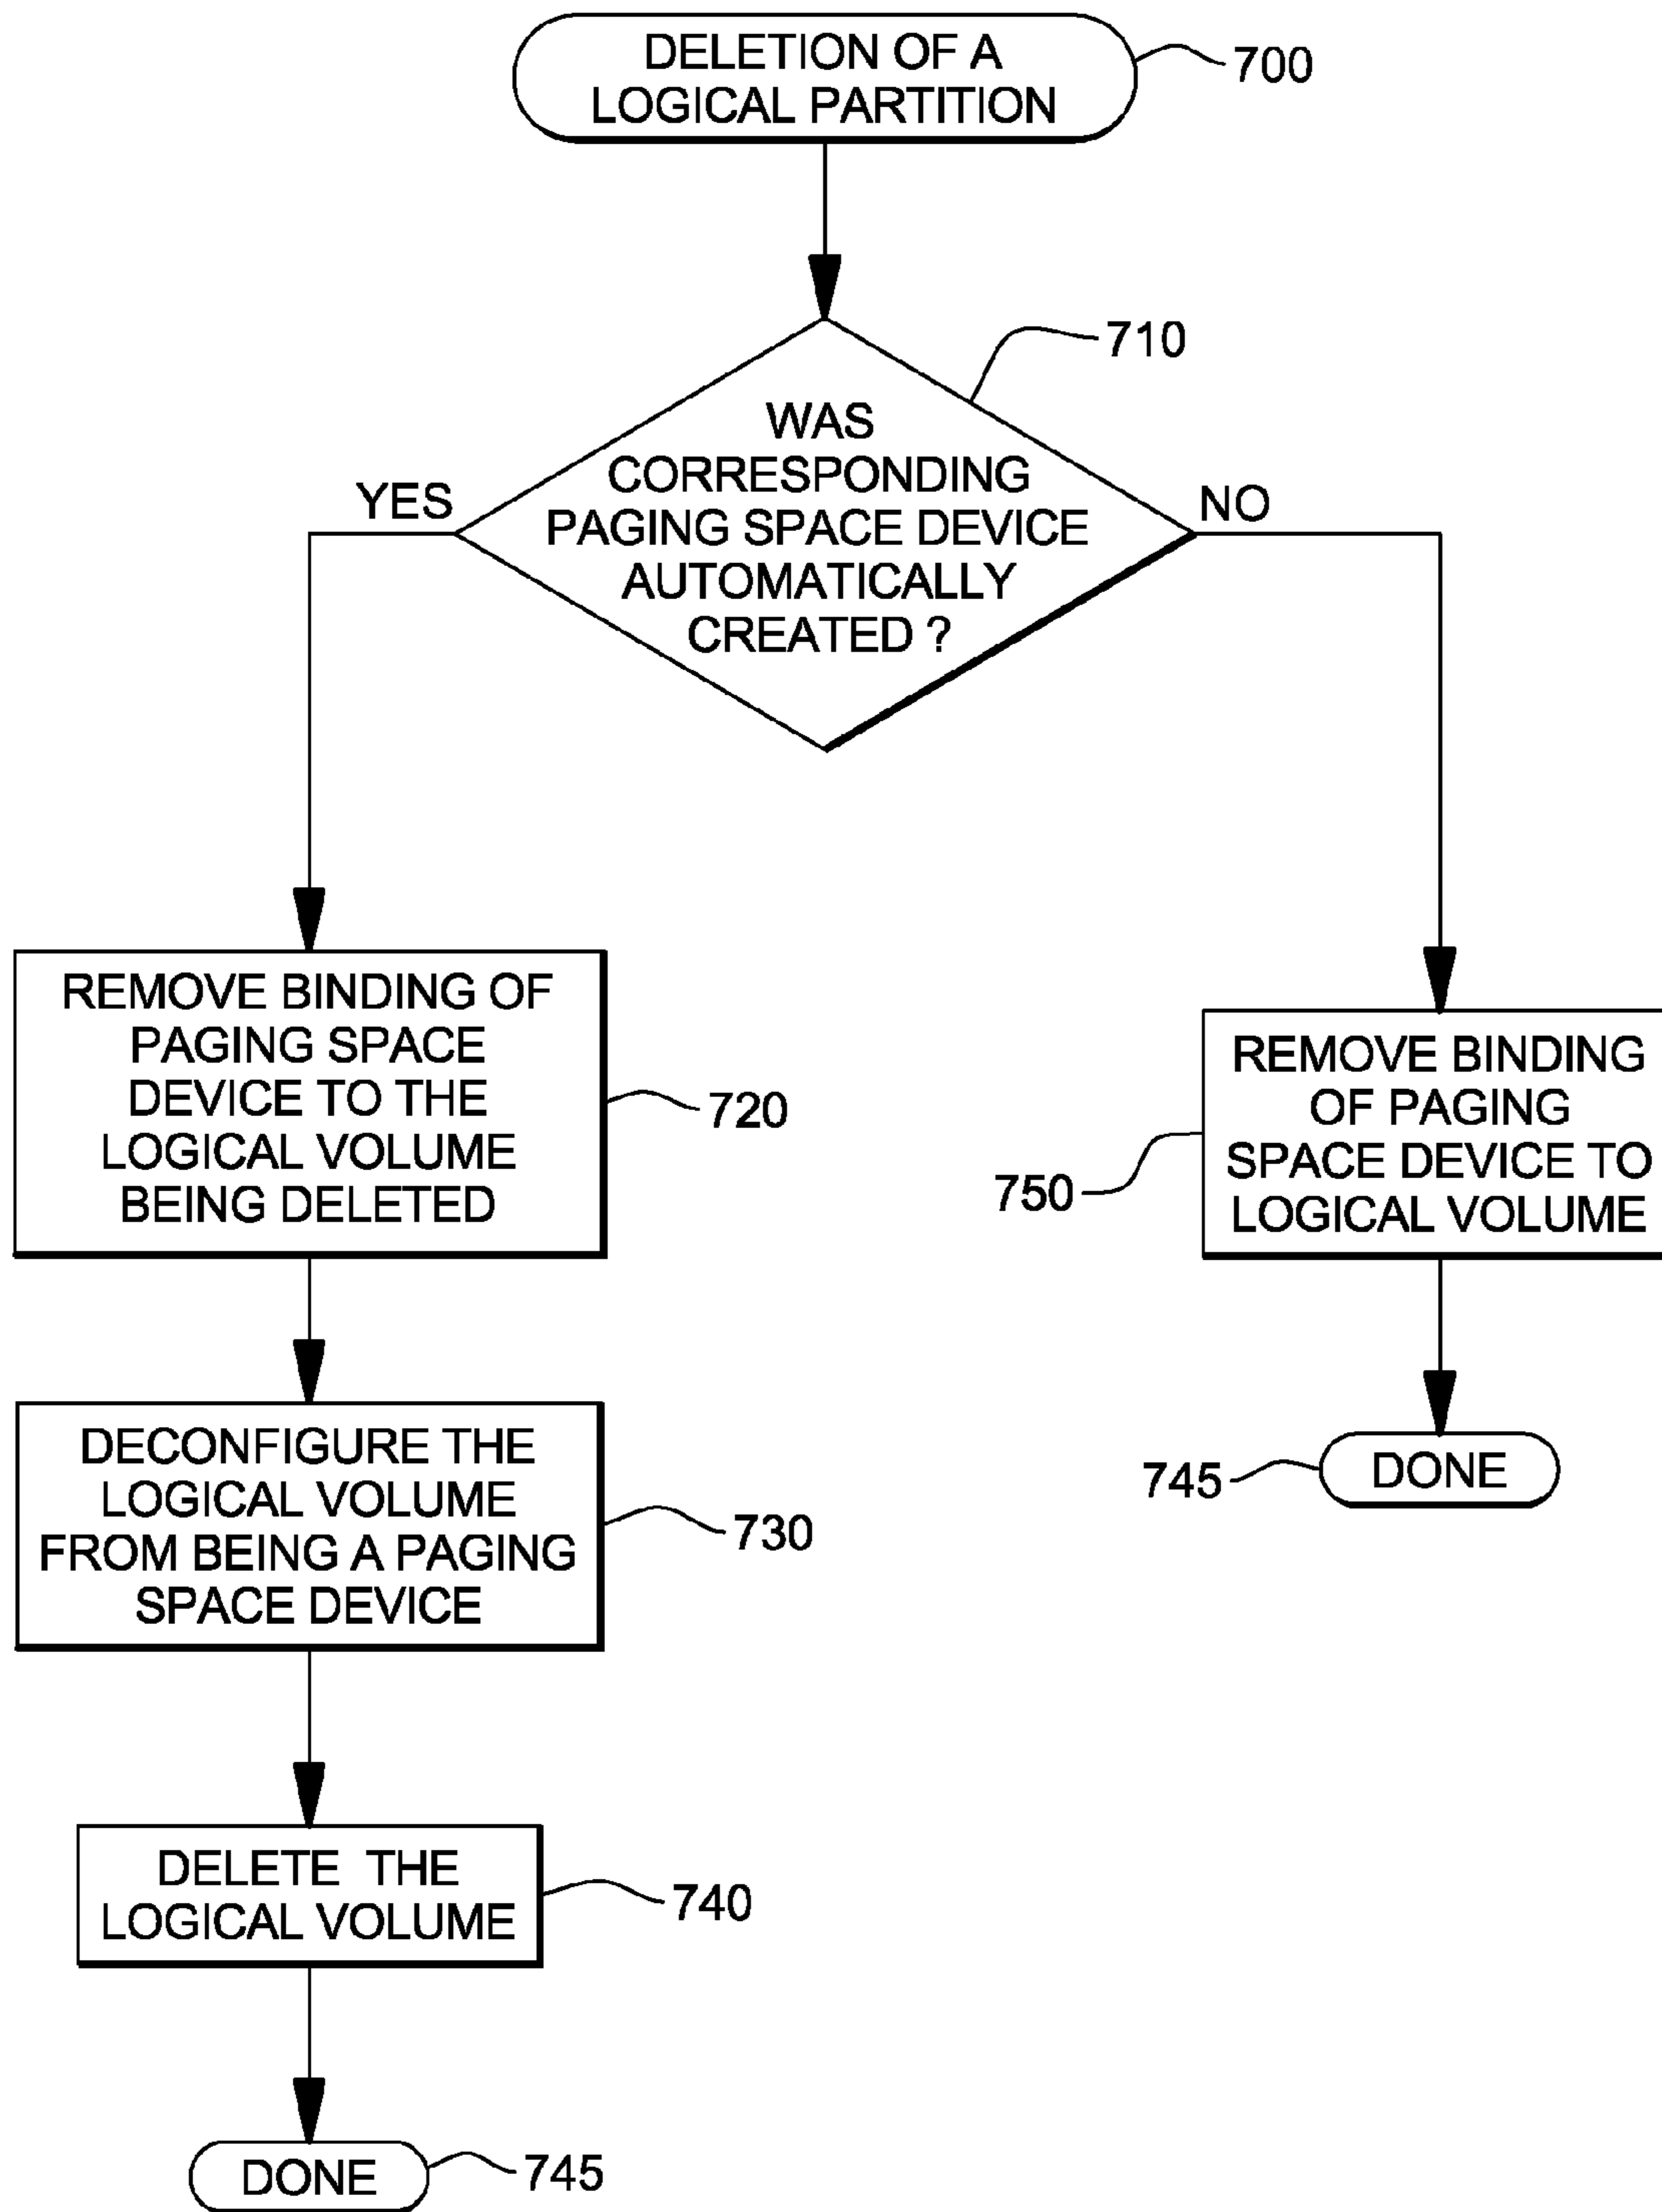 DELETION OF A
LOGICAL PARTITION
700
710
WAS
CORRESPONDING
PAGING SPACE DEVICE
AUTOMATICALLY
CREATED ?
YES
NO
REMOVE BINDING OF
PAGING SPACE
DEVICE TO THE
LOGICAL VOLUME
BEING DELETED
720
REMOVE BINDING
OF PAGING
SPACE DEVICE TO
LOGICAL VOLUME
750
DECONFIGURE THE
LOGICAL VOLUME
FROM BEING A PAGING
SPACE DEVICE
730
745
DONE
DELETE THE
LOGICAL VOLUME
740
DONE
745